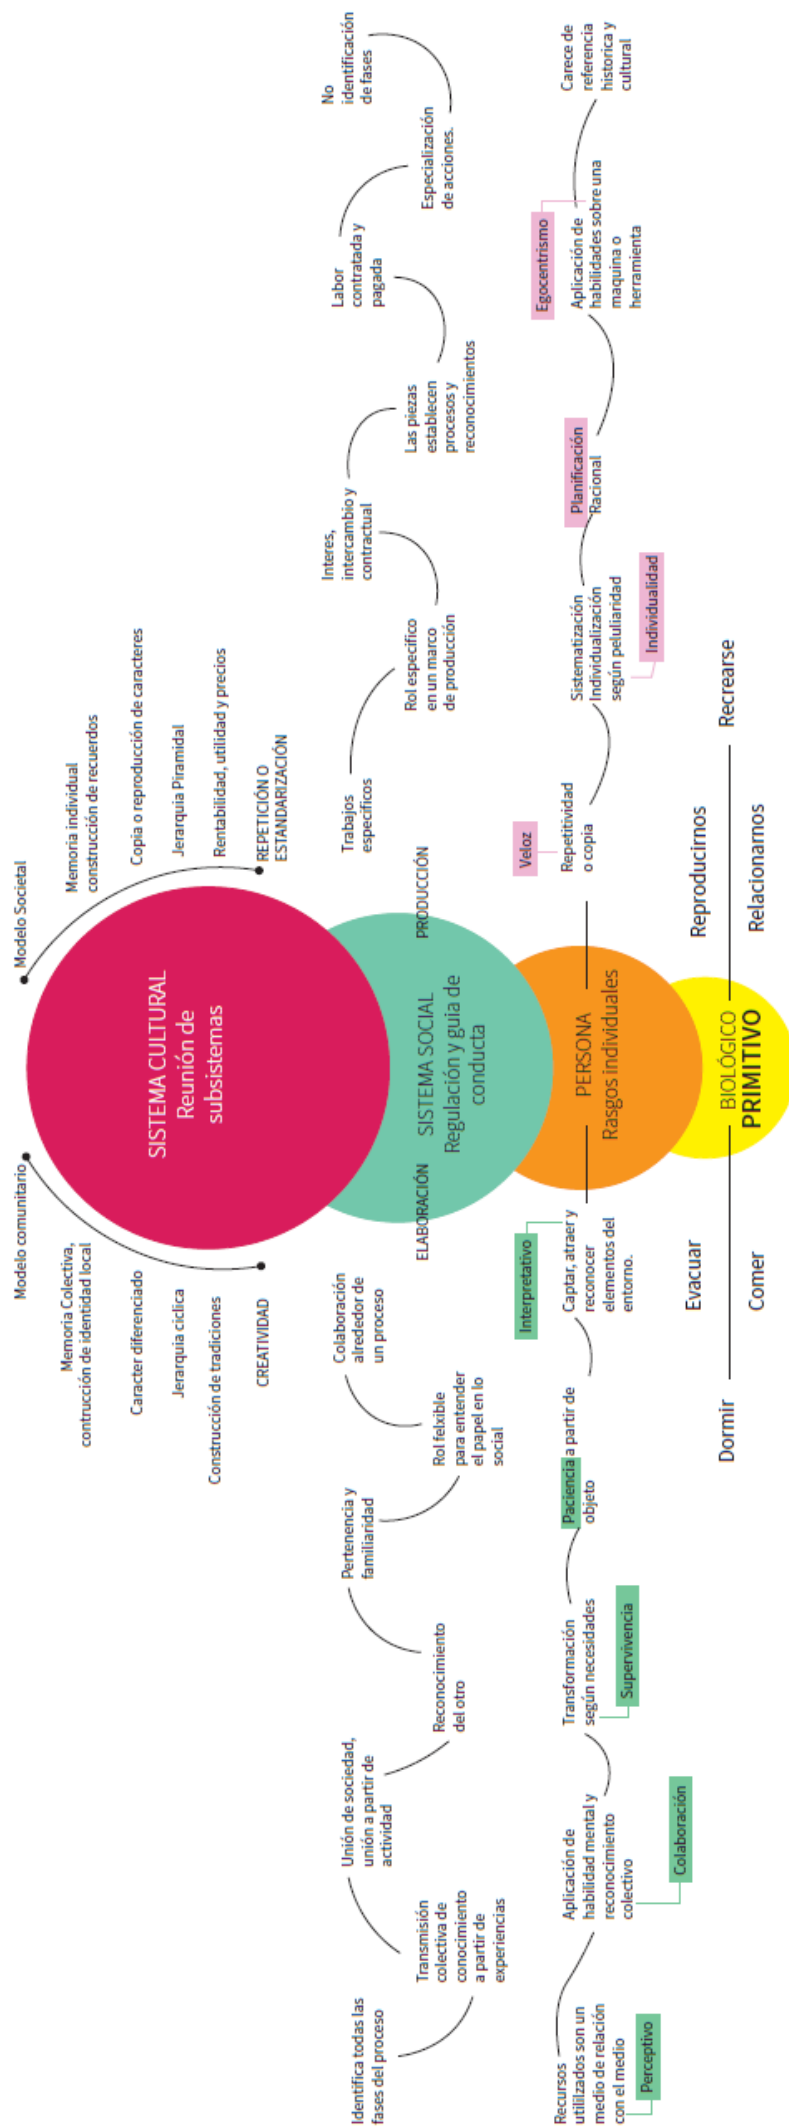 Modelo comunitario
Modelo Societal
Memoria Colectiva,
contrucción de identidad local
Caracter diferenciado
Jerarquia ciclica
Construcción de tradiciones
CREATIVIDAD
SISTEMA CULTURAL
Reunión de
subsistemas
Memoria individual
construcción de recuerdos
Copia o reproducción de caracteres
Jerarquia Piramidal
Rentabilidad, utilidad y precios
REPETICIÓN O
ESTANDARIZACIÓN
Identifica todas las
fases del proceso
Transmisión
colectiva de
conocimiento
a partir de
experiencias
Unión de sociedad,
unión a partir de
actividad
Reconocimiento
del otro
Pertenencia y
familiaridad
Rol felxible
para entender
el papel en lo
social
Colaboración
alrededor de
un proceso
ELABORACIÓN
SISTEMA SOCIAL
Regulación y guia de
conducta
PRODUCCIÓN
Trabajos
especificos
Rol especifico
en un marco
de producción
Interes,
intercambio y
contractual
Las piezas
establecen
procesos y
reconocimientos
Labor
contratada y
pagada
Especialización
de acciones.
No
identificación
de fases
Recursos
utililzados son un
medio de relación
con el medio
Perceptivo
Aplicación de
habilidad mental y
reconocimiento
colectivo
Colaboración
Transformación
según necesidades
Supervivencia
Paciencia a partir de
objeto
Interpretativo
Captar, atraer y
reconocer
elementos del
entorno.
PERSONA
Rasgos individuales
Veloz
Repetitividad
o copia
Sistematización
Individualización
según peluliaridad
Individualidad
Planificación
Racional
Egocentrismo
Aplicación de
habilidades sobre una
maquina o
herramienta
Carece de
referencia
historica y
cultural
Dormir
Evacuar
Comer
BIOLÓGICO
PRIMITIVO
Reproducirnos
Relacionarnos
Recrearse